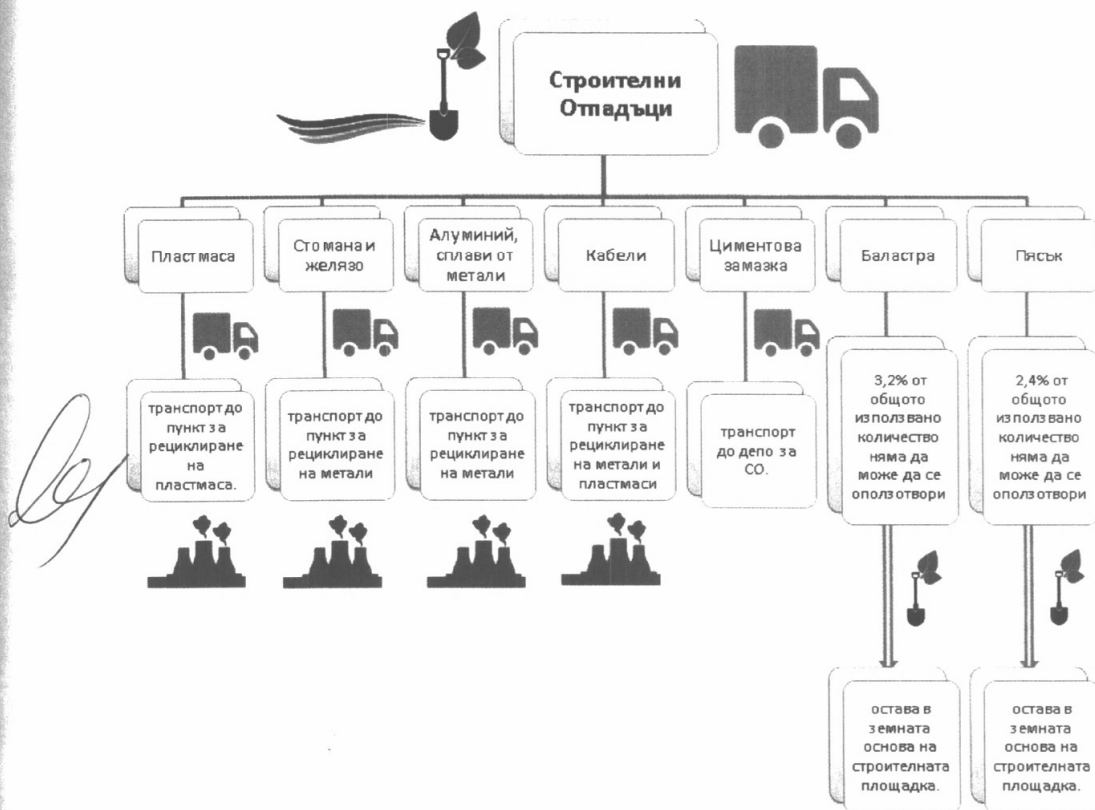 Строителни
Отпадъци
Пластмаса
Стомана и
желязо
Алуминий,
сплави от
метали
Кабели
Циментова
замазка
Баластра
Пясък
транспорт до
пункт за
рециклиране
на
пластмаса.
транспорт до
пункт за
рециклиране
на метали
транспорт до
пункт за
рециклиране
на метали
транспорт до
пункт за
рециклиране
на метали и
пластмаси
транспорт
до депо за
СО.
3,2% от
общото
използвано
количество
няма да
може да се
оползотвори
2,4% от
общото
използвано
количество
няма да
може да се
оползотвори
остава в
земната
основа на
строителната
площадка.
остава в
земната
основа на
строителната
площадка.